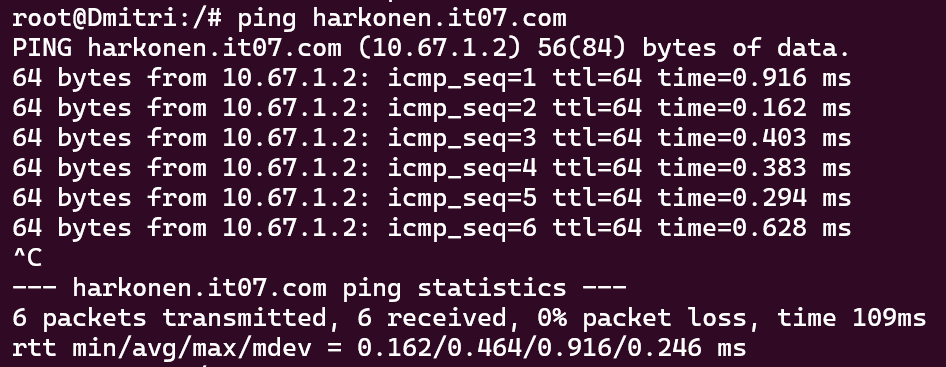 root@Dmitri:/# ping harkonen.it07.com
PING harkonen.it07.com (10.67.1.2) 56(84) bytes of data.
64 bytes from 10.67.1.2: icmp_seq=1 ttl=64 time=0.916 ms
64 bytes from 10.67.1.2: icmp_seq=2 ttl=64 time=0.162 ms
64 bytes from 10.67.1.2: icmp_seq=3 ttl=64 time=0.403 ms
64 bytes from 10.67.1.2: icmp_seq=4 ttl=64 time=0.383 ms
64 bytes from 10.67.1.2: icmp_seq=5 ttl=64 time=0.294 ms
64 bytes from 10.67.1.2: icmp_seq=6 ttl=64 time=0.628 ms
^C
--- harkonen.it07.com ping statistics ---
6 packets transmitted, 6 received, 0% packet loss, time 109ms
rtt min/avg/max/mdev = 0.162/0.464/0.916/0.246 ms